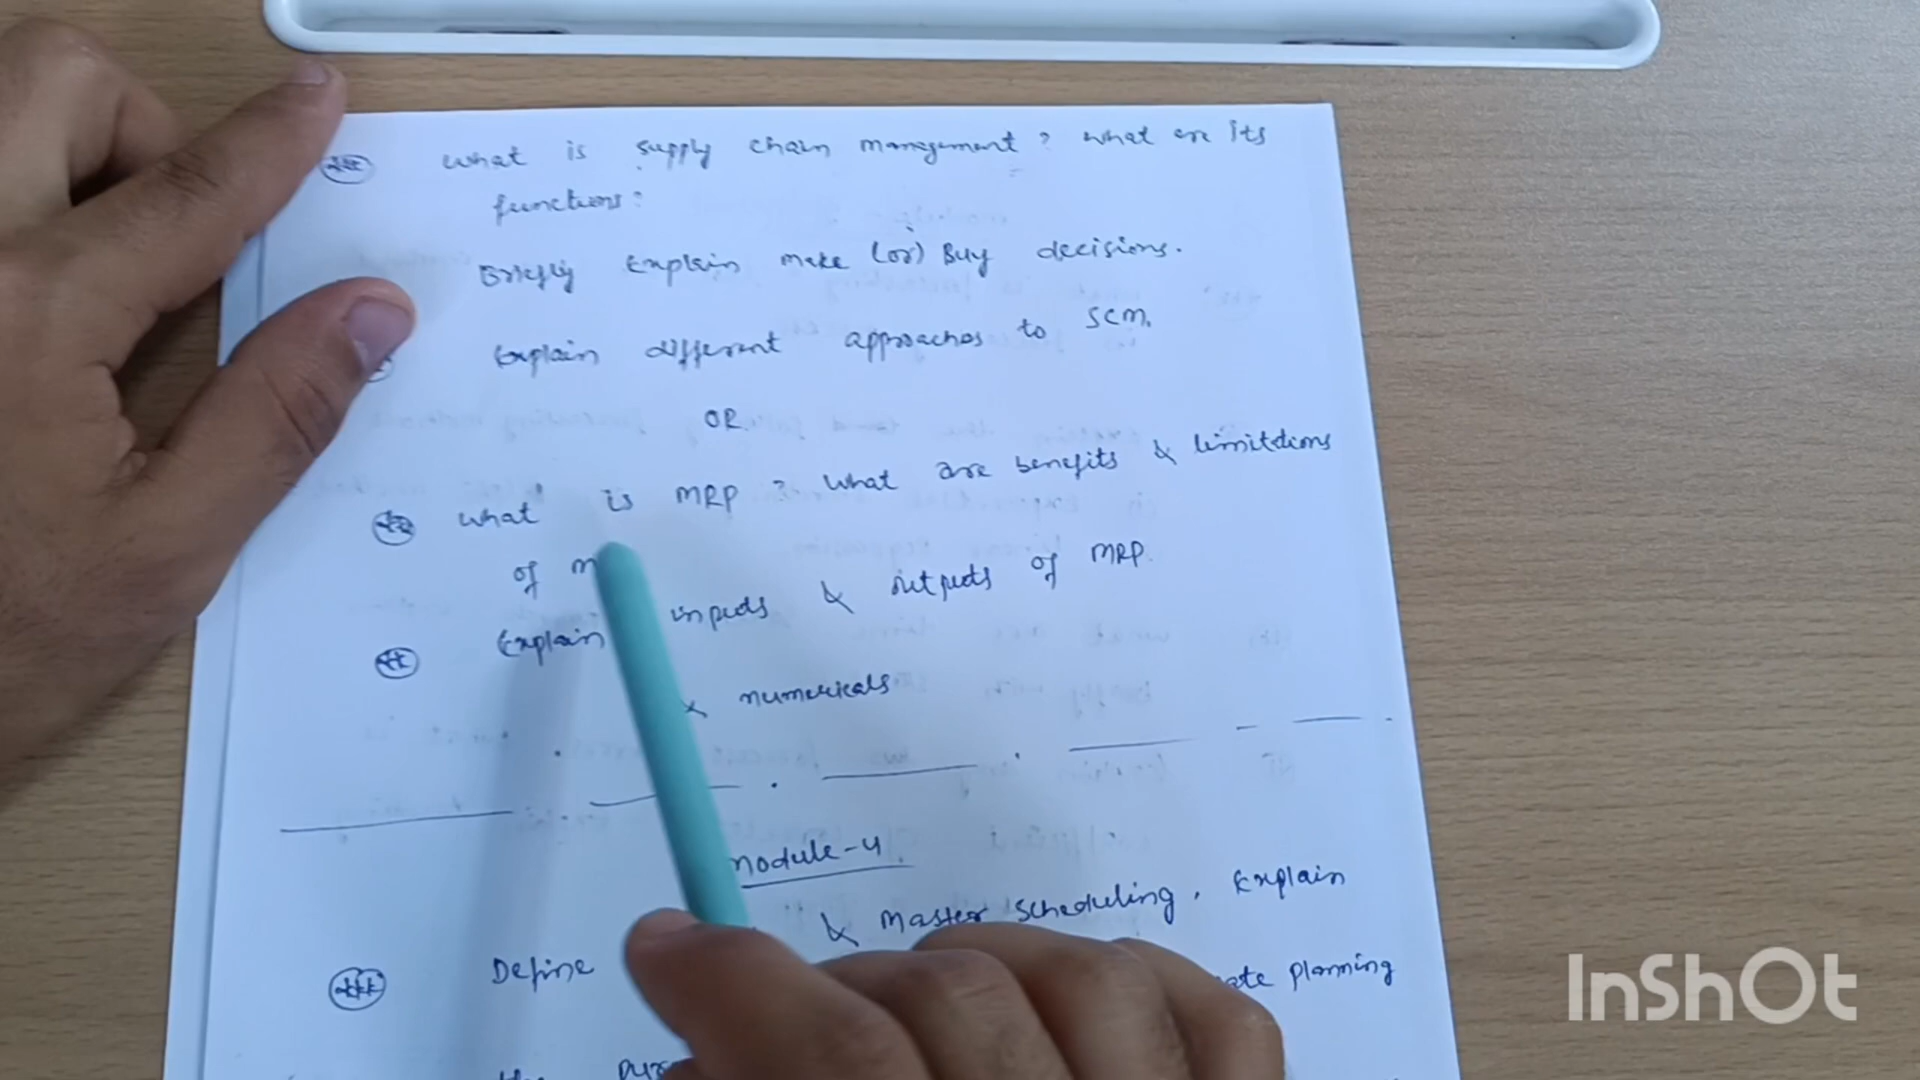 What is supply chain management? What are its
functions:
Briefly Explain Make (or) Buy decisions.
Explain different approaches to SCM.
OR
What is MRP? What are benefits & limitations
of M
Explain inputs & outputs of MRP.
& numericals
Module-4.
Define & Master Scheduling. Explain
planning
InShOt